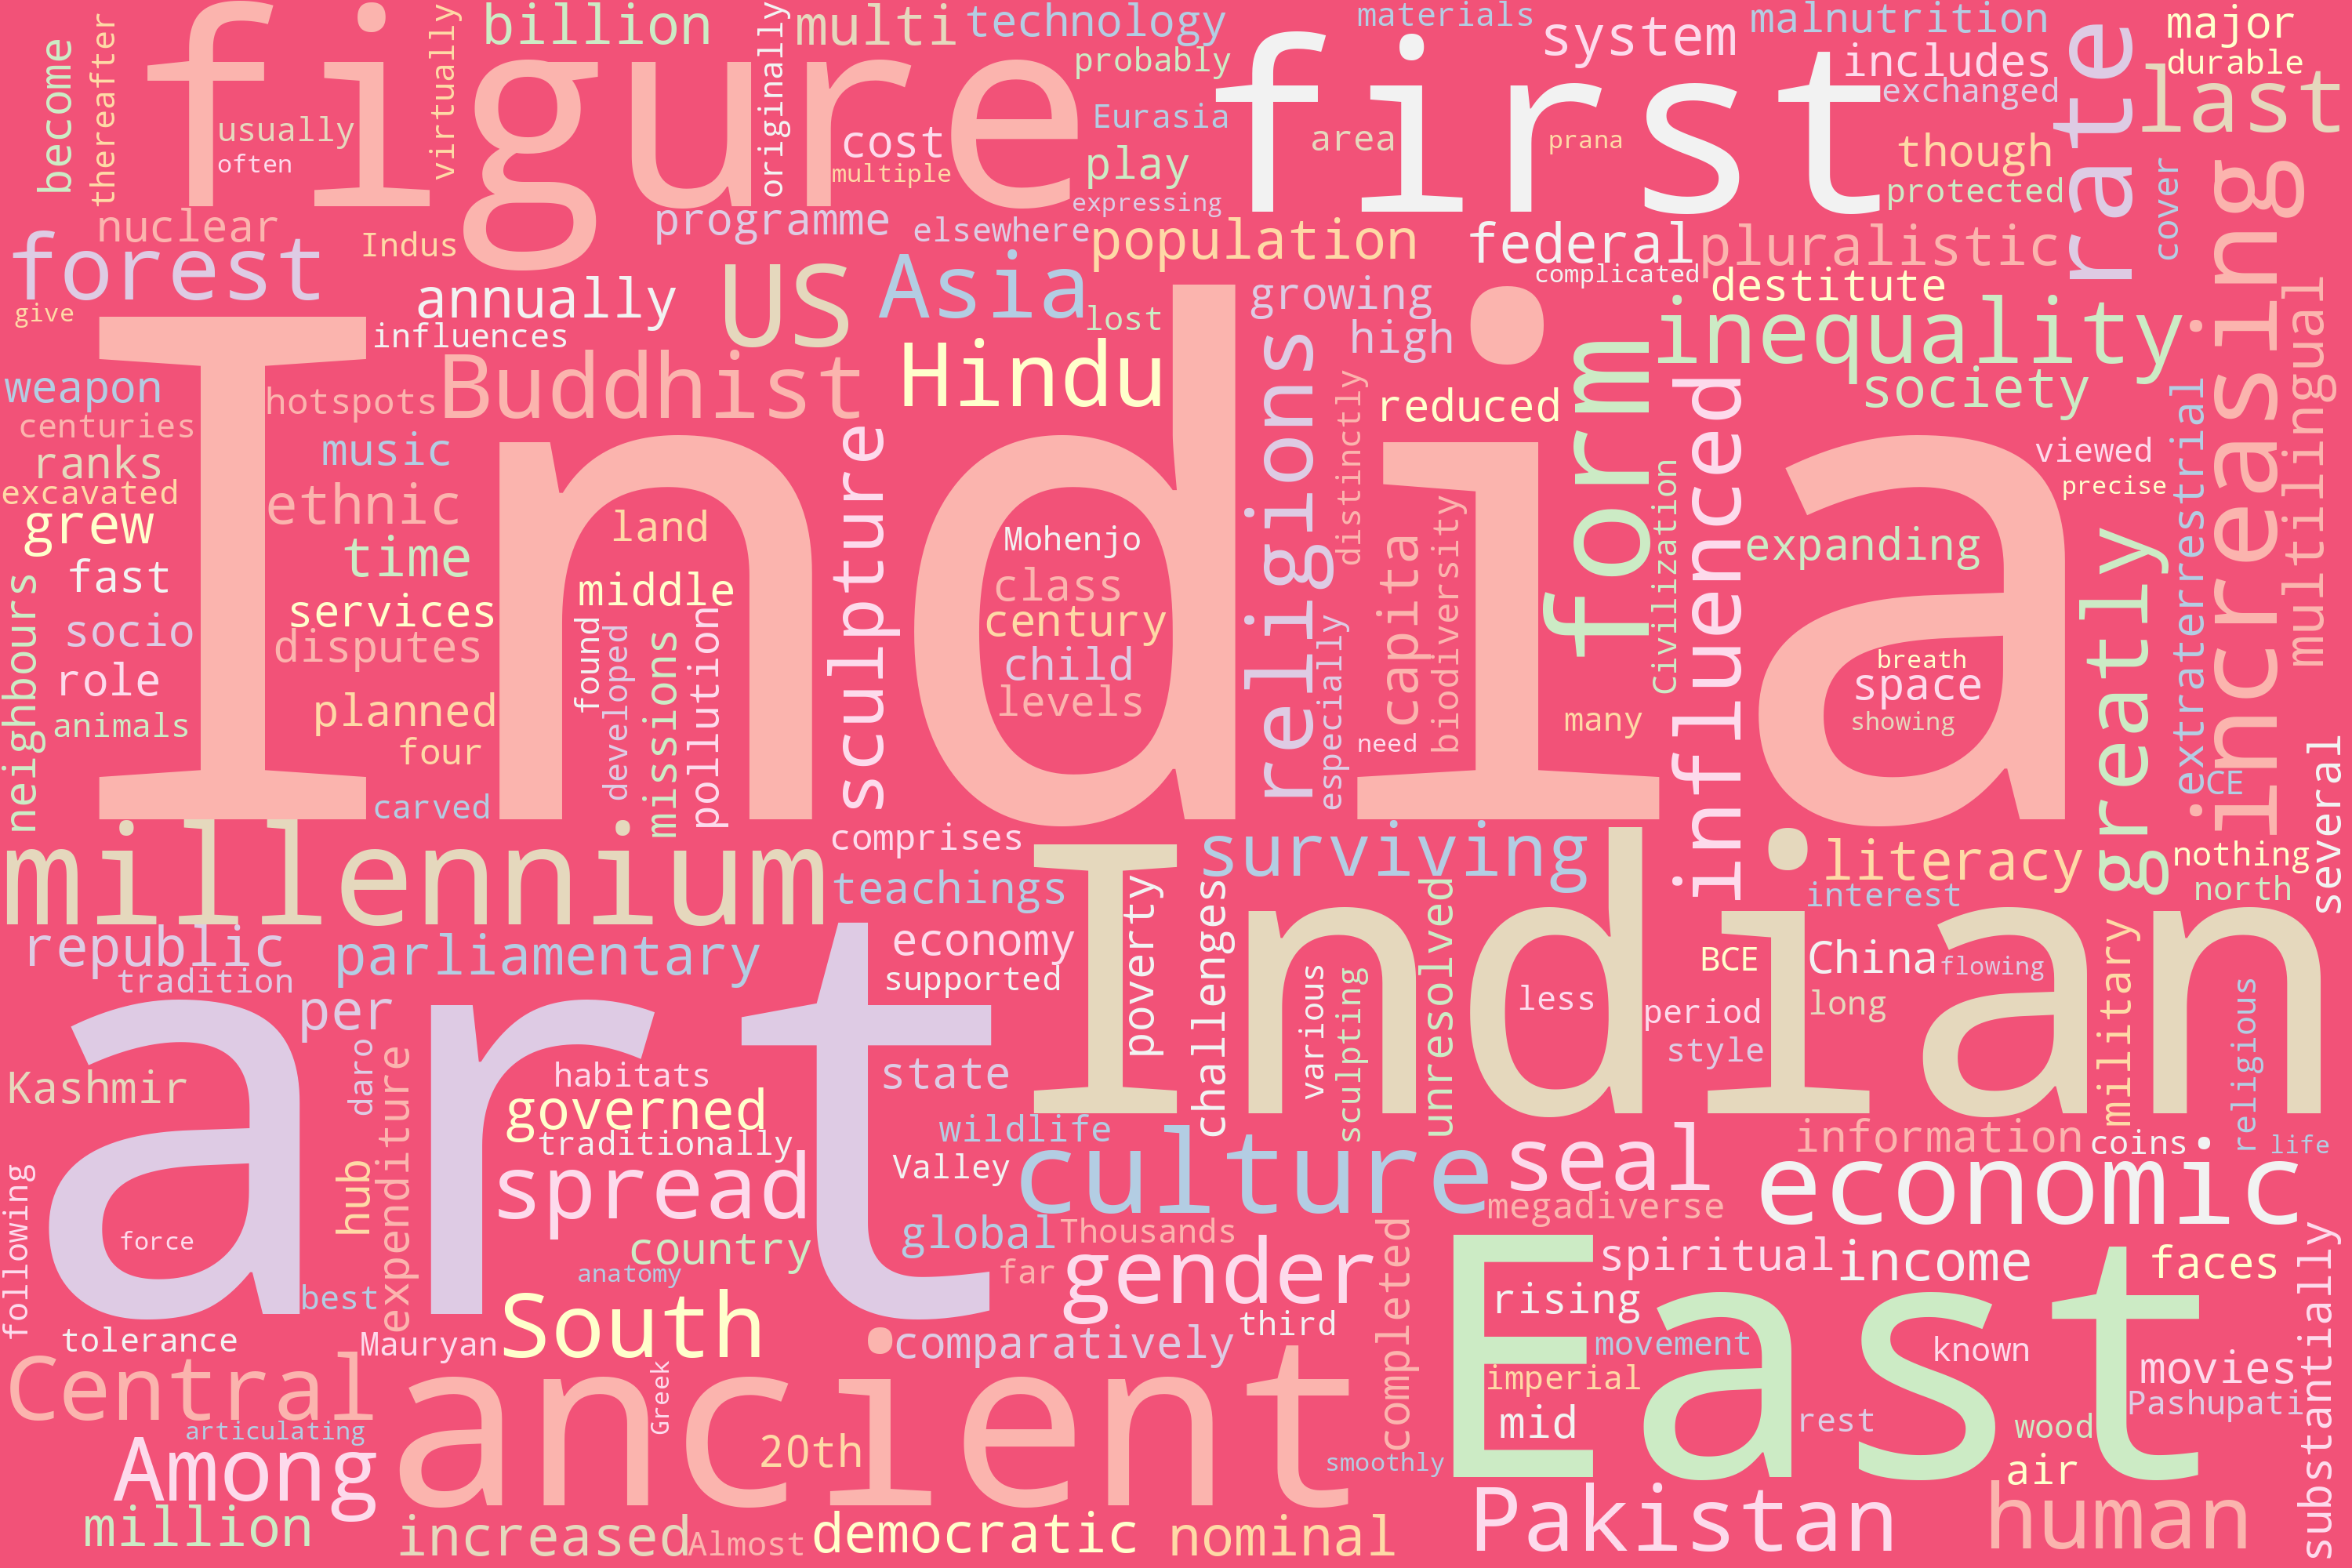 figure
first
billion
multi
technology
materials
system
malnutrition
major
become
thereafter
virtually
originally
probably
includes
durable
usually
often
cost
multiple
Eurasia
area
prana
exchanged
rate
last
play
expressing
though
protected
cover
nuclear
Indus
programme
elsewhere
population
federal
pluralistic
forest
give
annually
influences
US
Asia
lost
growing
complicated
destitute
high
inequality
India
weapon
centuries
hotspots
Buddhist
Hindu
religions
distinctly
reduced
form
society
increasing
multilingual
ranks
excavated
music
ethnic
sculpture
capita
biodiversity
Civilization
influenced
viewed
precise
extraterrestrial
grew
time
land
Mohenjo
expanding
fast
services
middle
class
century
greatly
neighbours
socio
disputes
found
developed
missions
pollution
child
especially
breath
space
showing
role
planned
levels
many
animals
four
need
carved
CE
several
millennium
comprises
surviving
literacy
nothing
north
teachings
interest
republic
parliamentary
economy
poverty
challenges
unresolved
Indian
BCE
China
flowing
military
tradition
supported
various
sculpting
less
period
long
religious
per
art
style
Kashmir
daro
expenditure
habitats
state
governed
traditionally
wildlife
information
coins
life
hub
spread
Valley
culture
seal
economic
megadiverse
following
force
country
global
Thousands
spiritual
income
faces
substantially
best
anatomy
far
gender
completed
East
rising
tolerance
Mauryan
South
comparatively
third
movement
known
movies
Central
Greek
ancient
imperial
Pashupati
articulating
mid
rest
wood
Among
20th
smoothly
air
million
increased
Almost
democratic
nominal
Pakistan
human